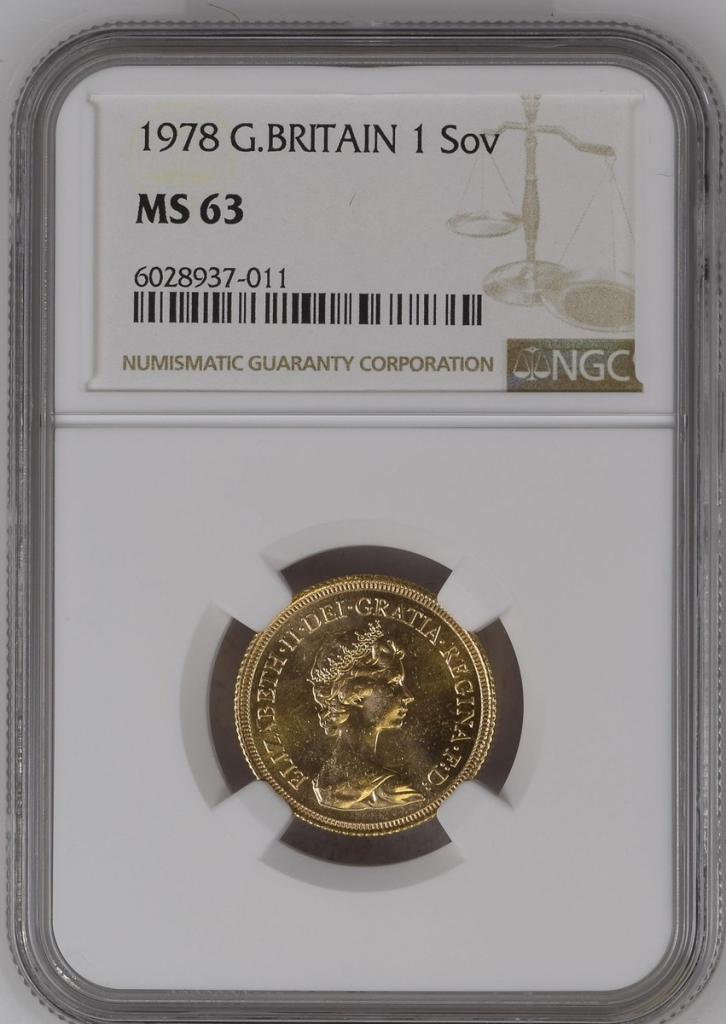 1978 G.BRITAIN 1 Sov
MS 63
6028937-011
NUMISMATIC GUARANTY CORPORATION
NGC
ELIZABETH·II·DEI·GRATIA·REGINA·F:D: